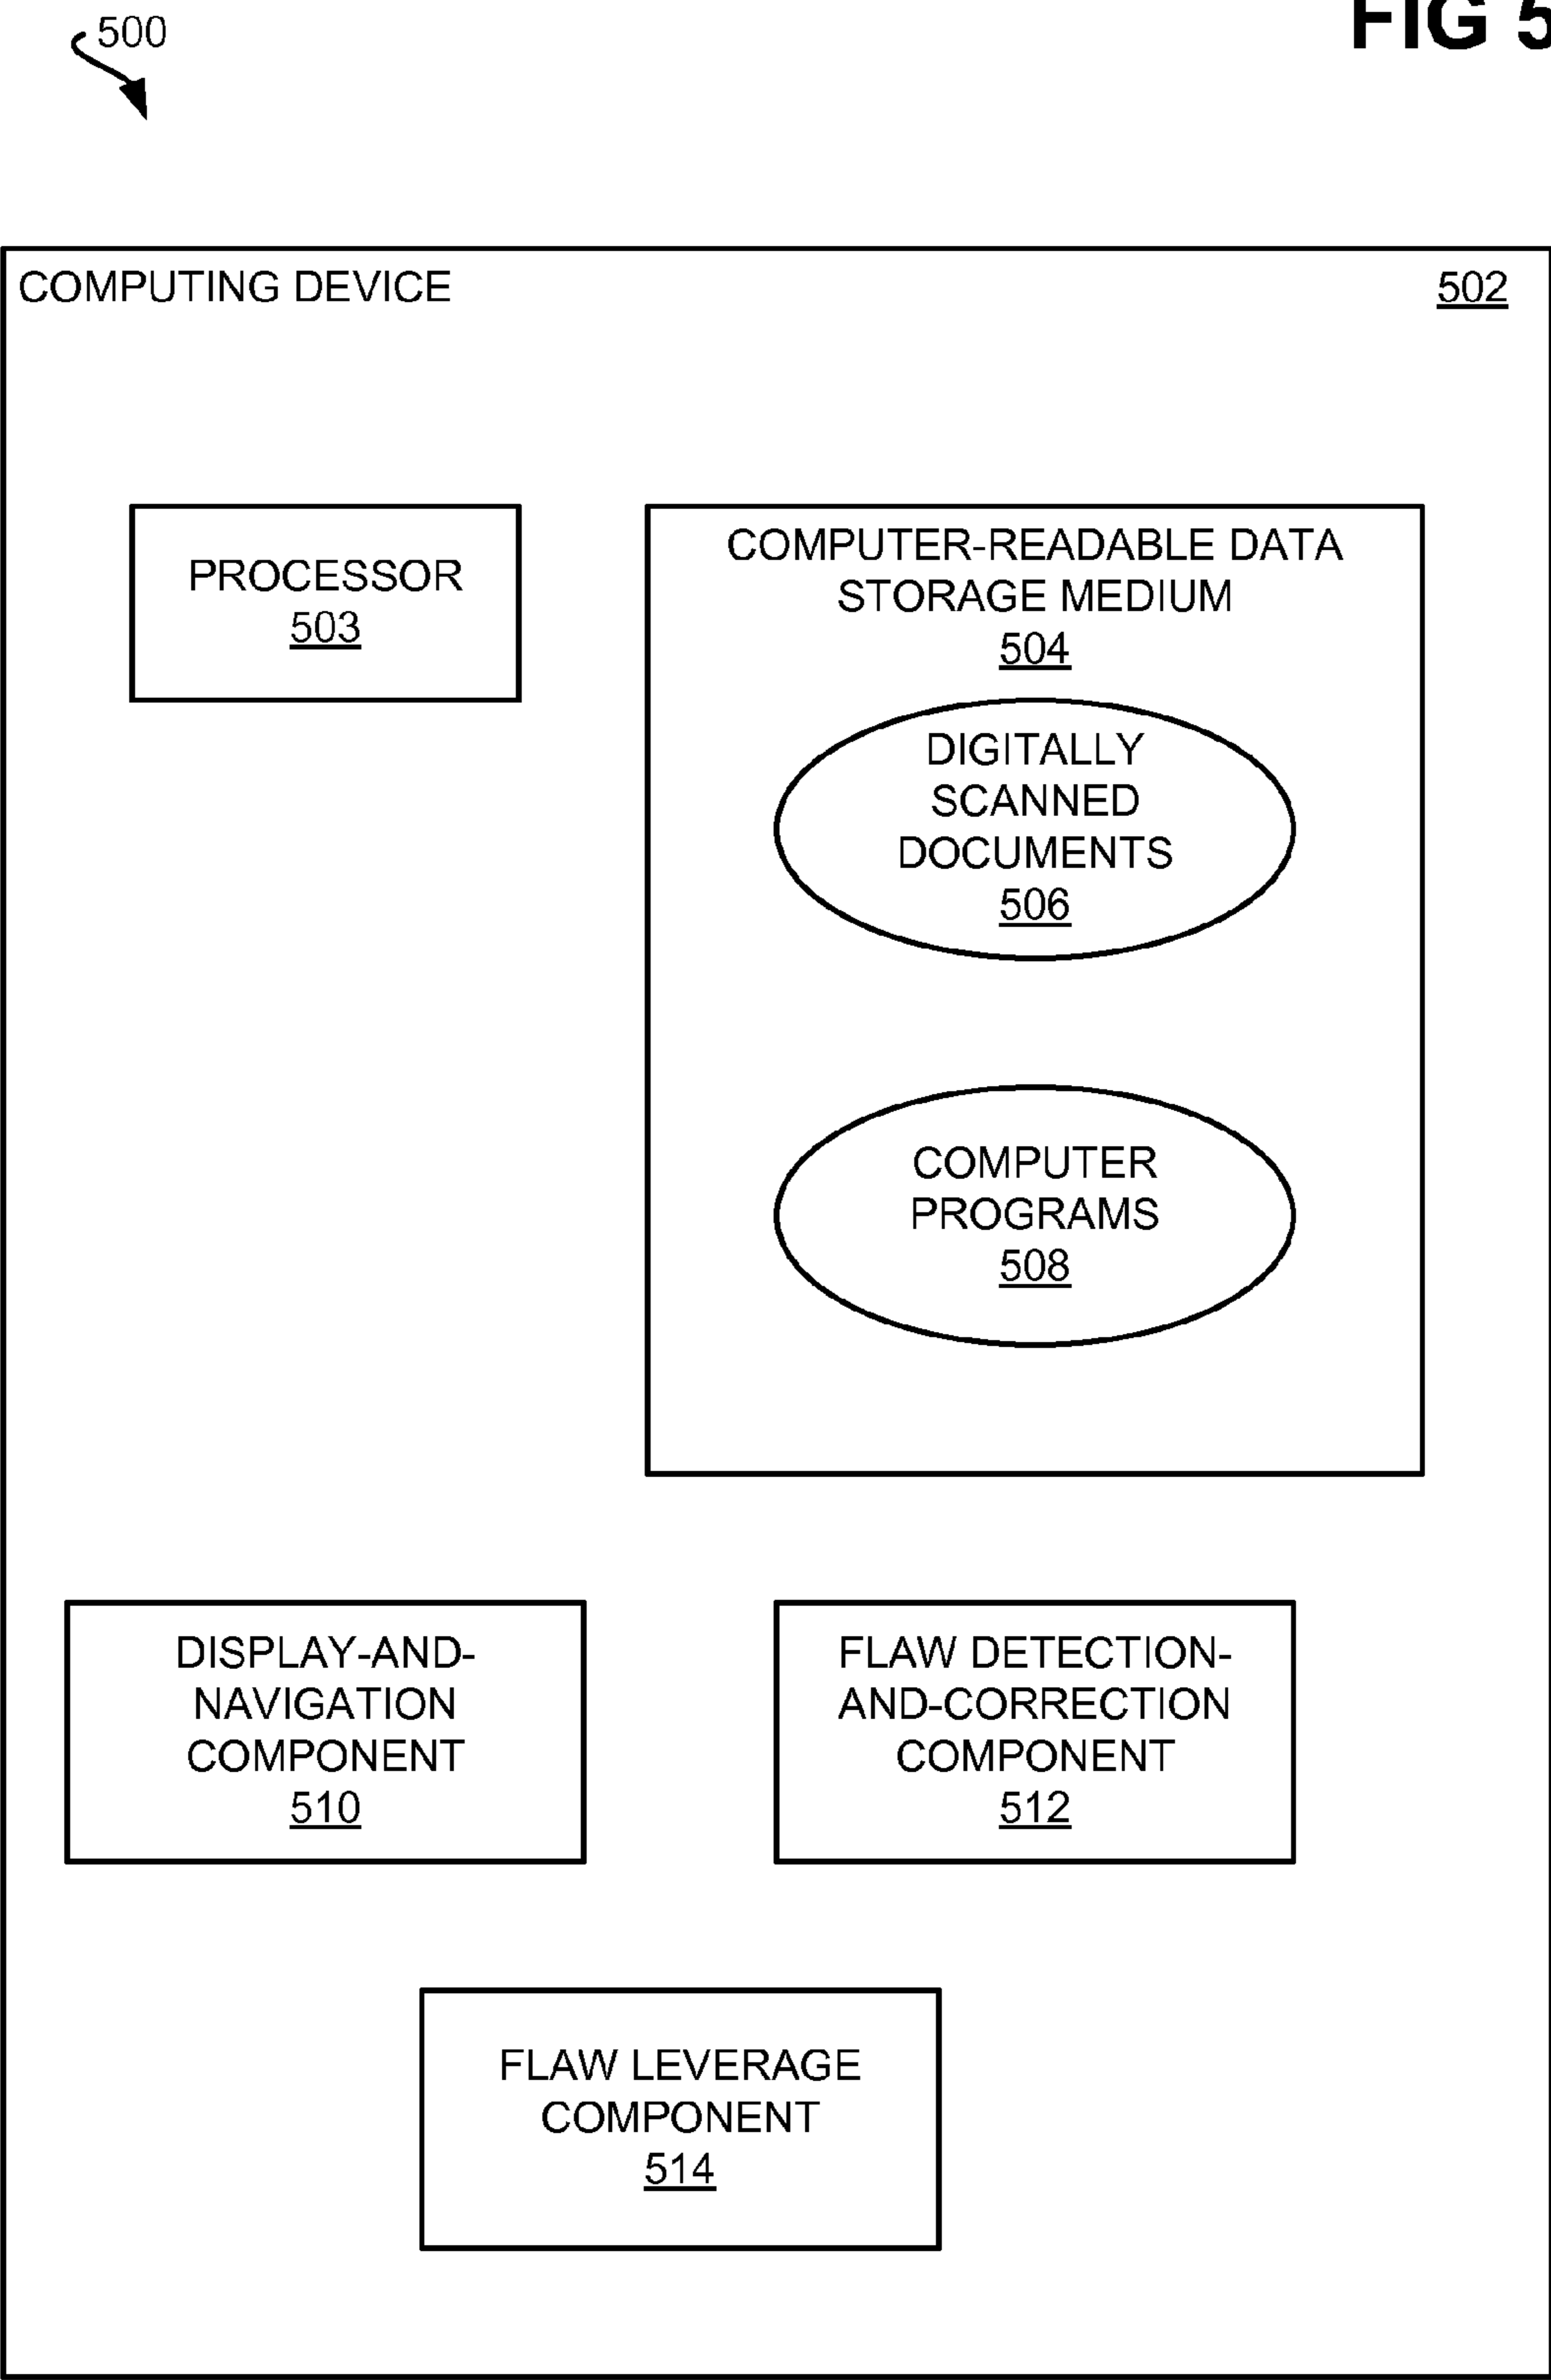 500
FIG 5
COMPUTING DEVICE
502
PROCESSOR
503
COMPUTER-READABLE DATA
STORAGE MEDIUM
504
DIGITALLY
SCANNED
DOCUMENTS
506
COMPUTER
PROGRAMS
508
DISPLAY-AND-
NAVIGATION
COMPONENT
510
FLAW DETECTION-
AND-CORRECTION
COMPONENT
512
FLAW LEVERAGE
COMPONENT
514